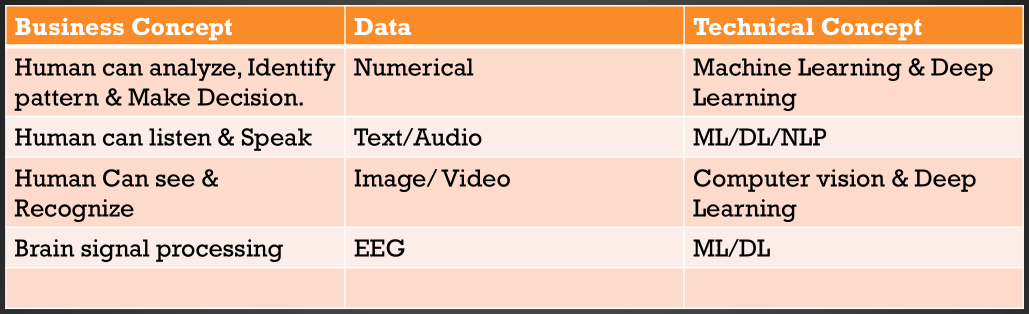 Business Concept Data Technical Concept
Human can analyze, Identify Numerical Machine Learning & Deep
pattern & Make Decision. Learning
Human can listen & Speak Text/Audio ML/DL/NLP
Human Can see & Image/ Video Computer vision & Deep
Recognize Learning
Brain signal processing EEG ML/DL